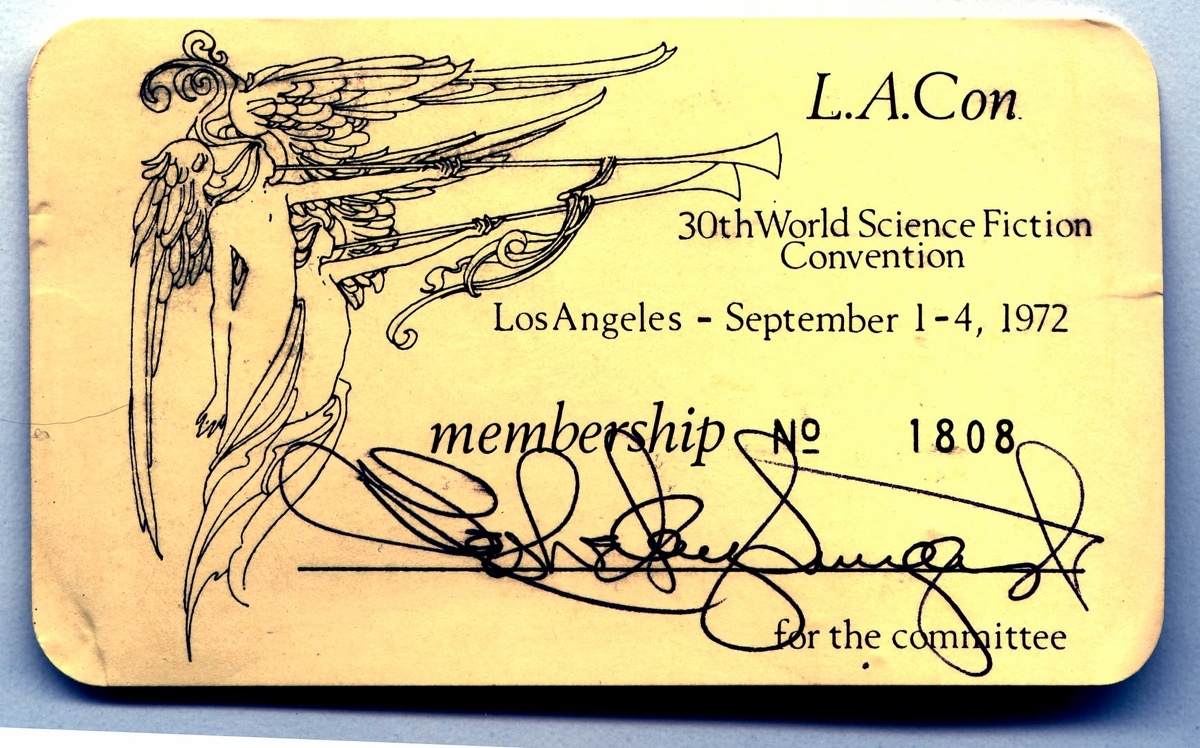 L.A.Con
30th World Science Fiction
Convention
Los Angeles - September 1-4, 1972
membership Nº 1808
for the committee